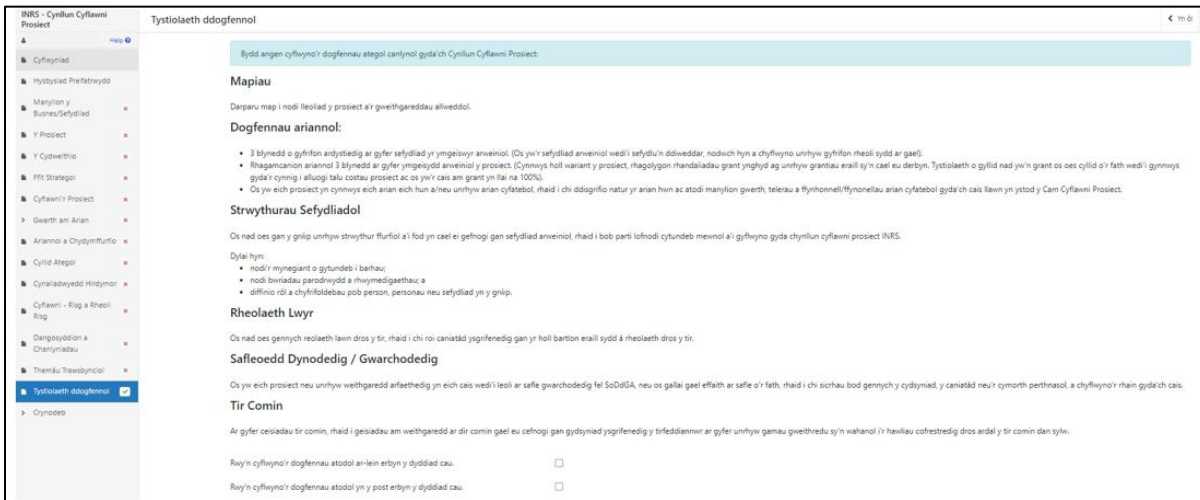 INRS - Cynllun Cyflawni
Prosiect
Help
Cyflwyniad
Hysbysiad Preifatrwydd
Manylion y
Busnes/Sefydliad
Y Prosiect
Y Cydweithio
Ffit Strategol
Cyflawni'r Prosiect
Gwerth am Arian
Ariannol a Chydymffurfio
Cyllid Ategol
Cynaliadwyedd Hirdymor
Cyflawni - Risg a Rheoli
Risg
Dangosyddion a
Chanlyniadau
Themâu Trawsbynciol
Tystiolaeth ddogfennol
Crynodeb
Tystiolaeth ddogfennol
Yn ôl
Bydd angen cyflwyno'r dogfennau ategol canlynol gyda'ch Cynllun Cyflawni Prosiect:
Mapiau
Darparu map i nodi lleoliad y prosiect a'r gweithgareddau allweddol.
Dogfennau ariannol:
3 blynedd o gyfrifon ardystiedig ar gyfer sefydliad yr ymgeiswyr arweiniol. (Os yw'r sefydliad arweiniol wedi'i sefydlu'n ddiweddar, nodwch hyn a chyflwyno unrhyw gyfrifon rheoli sydd ar gael).
Rhagamcanion ariannol 3 blynedd ar gyfer ymgeisydd arweiniol y prosiect. (Cynnwys holl wariant y prosiect, rhagolygon rhandaliadau grant ynghyd ag unrhyw grantiau eraill sy'n cael eu derbyn. Tystiolaeth o gyllid nad yw'n grant os oes cyllid o'r fath wedi'i gynnwys
gyda'r cynnig i alluogi talu costau prosiect ac os yw'r cais am grant yn llai na 100%).
Os yw eich prosiect yn cynnwys eich arian eich hun a/neu unrhyw arian cyfatebol, rhaid i chi ddisgrifio natur yr arian hwn ac atodi manylion gwerth, telerau a ffynhonnell/ffynonellau arian cyfatebol gyda'ch cais llawn yn ystod y Cam Cyflawni Prosiect.
Strwythurau Sefydliadol
Os nad oes gan y grŵp unrhyw strwythur ffurfiol a'i fod yn cael ei gefnogi gan sefydliad arweiniol, rhaid i bob parti lofnodi cytundeb mewnol a'i gyflwyno gyda chynllun cyflawni prosiect INRS.
Dylai hyn:
nodi'r mynegiant o gytundeb i barhau;
nodi bwriadau parodrwydd a rhwymedigaethau; a
diffinio rôl a chyfrifoldebau pob person, personau neu sefydliad yn y grŵp.
Rheolaeth Lwyr
Os nad oes gennych reolaeth lawn dros y tir, rhaid i chi roi caniatâd ysgrifenedig gan yr holl bartïon eraill sydd â rheolaeth dros y tir.
Safleoedd Dynodedig / Gwarchodedig
Os yw eich prosiect neu unrhyw weithgaredd arfaethedig yn eich cais wedi'i leoli ar safle gwarchodedig fel SoDdGA, neu os gallai gael effaith ar safle o'r fath, rhaid i chi sicrhau bod gennych y cydsyniad, y caniatâd neu'r cymorth perthnasol, a chyflwyno'r rhain gyda'ch cais.
Tir Comin
Ar gyfer ceisiadau tir comin, rhaid i geisiadau am weithgaredd ar dir comin gael eu cefnogi gan gydsyniad ysgrifenedig y tirfeddiannwr ar gyfer unrhyw gamau gweithredu sy'n wahanol i'r hawliau cofrestredig dros ardal y tir comin dan sylw.
Rwy'n cyflwyno'r dogfennau atodol ar-lein erbyn y dyddiad cau.
Rwy'n cyflwyno'r dogfennau atodol yn y post erbyn y dyddiad cau.